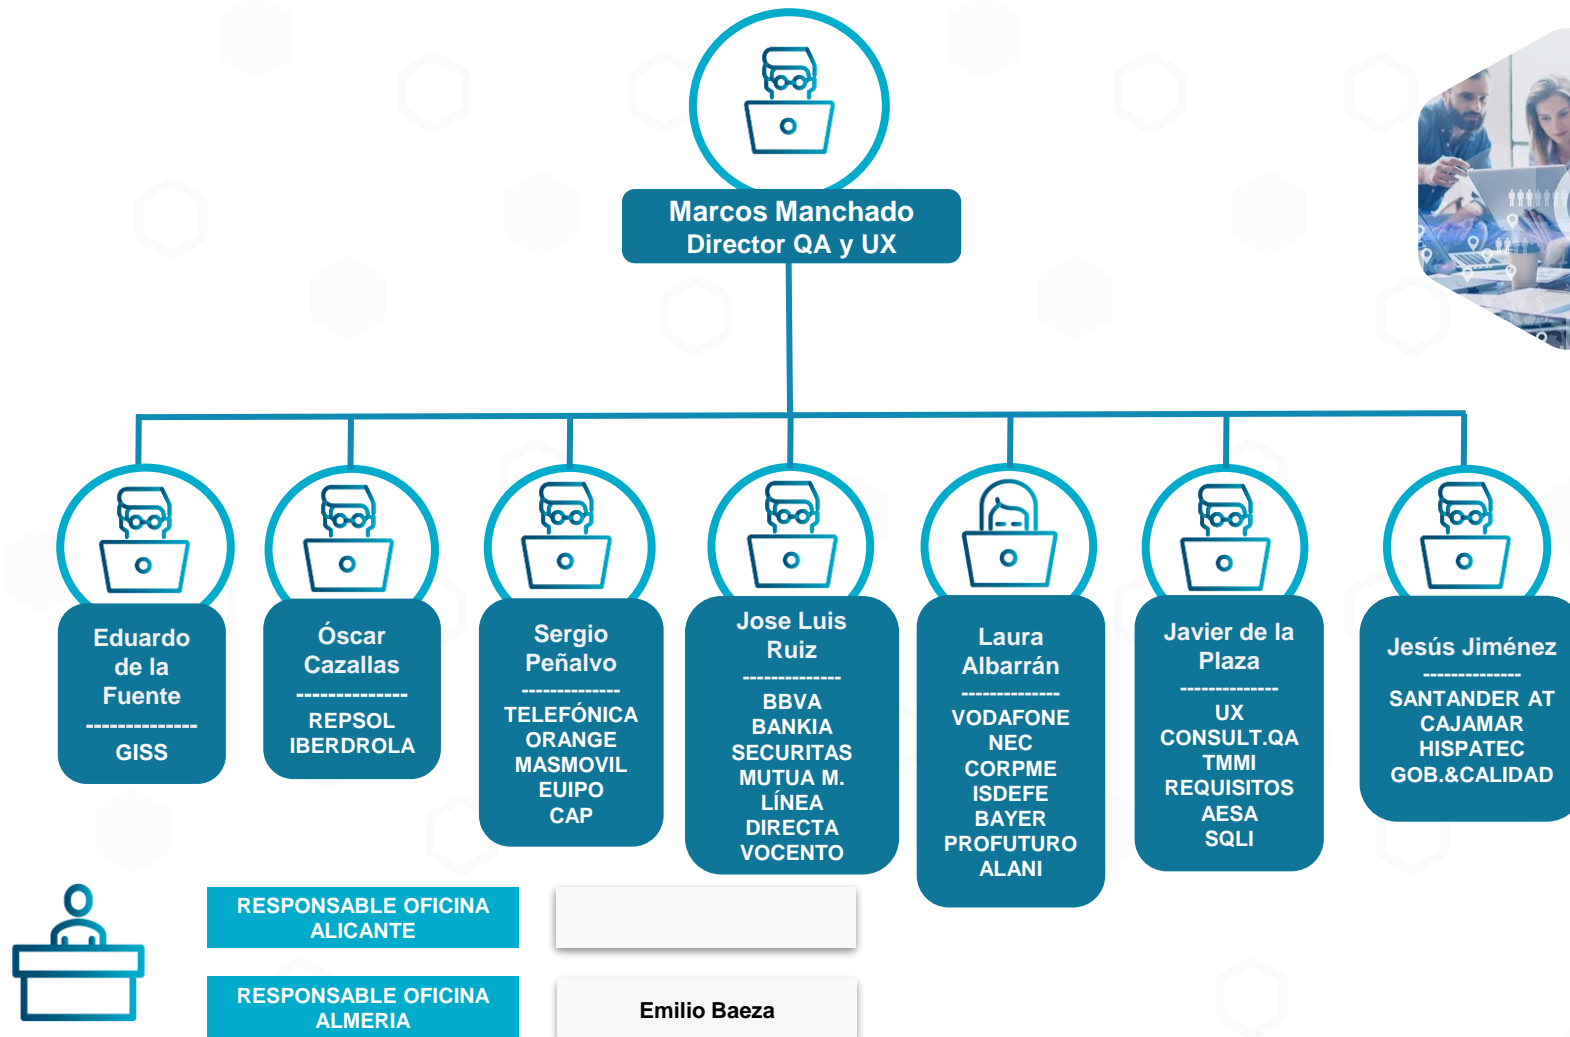 Marcos Manchado
Director QA y UX
Eduardo
de la
Fuente
--------------
GISS
Óscar
Cazallas
--------------
REPSOL
IBERDROLA
Sergio
Peñalvo
--------------
TELEFÓNICA
ORANGE
MASMOVIL
EUIPO
CAP
Jose Luis
Ruiz
--------------
BBVA
BANKIA
SECURITAS
MUTUA M.
LÍNEA
DIRECTA
VOCENTO
Laura
Albarrán
--------------
VODAFONE
NEC
CORPME
ISDEFE
BAYER
PROFUTURO
ALANI
Javier de la
Plaza
--------------
UX
CONSULT.QA
TMMI
REQUISITOS
AESA
SQLI
Jesús Jiménez
--------------
SANTANDER AT
CAJAMAR
HISPATEC
GOB.&CALIDAD
RESPONSABLE OFICINA
ALICANTE
RESPONSABLE OFICINA
ALMERIA
Emilio Baeza